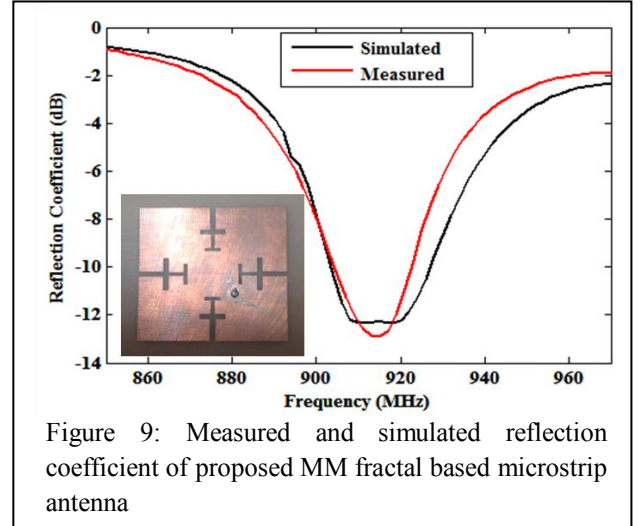 0
-2
-4
-6
-8
-10
-12
-14
Reflection Coefficient (dB)
Simulated
Measured
860 880 900 920 940 960
Frequency (MHz)
Figure 9: Measured and simulated reflection
coefficient of proposed MM fractal based microstrip
antenna